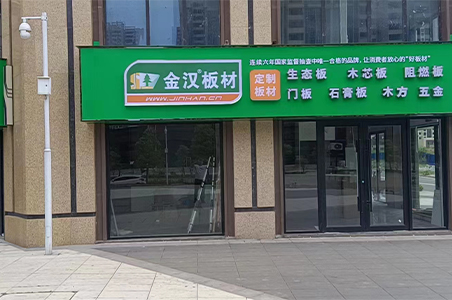 连续六年国家监督抽查中唯一合格的品牌，让消费者放心的“好板材”
金汉板材®
WWW.JINHAN.CN
定制
板材
生态板 木芯板 阻燃板
门板 石膏板 木方 五金